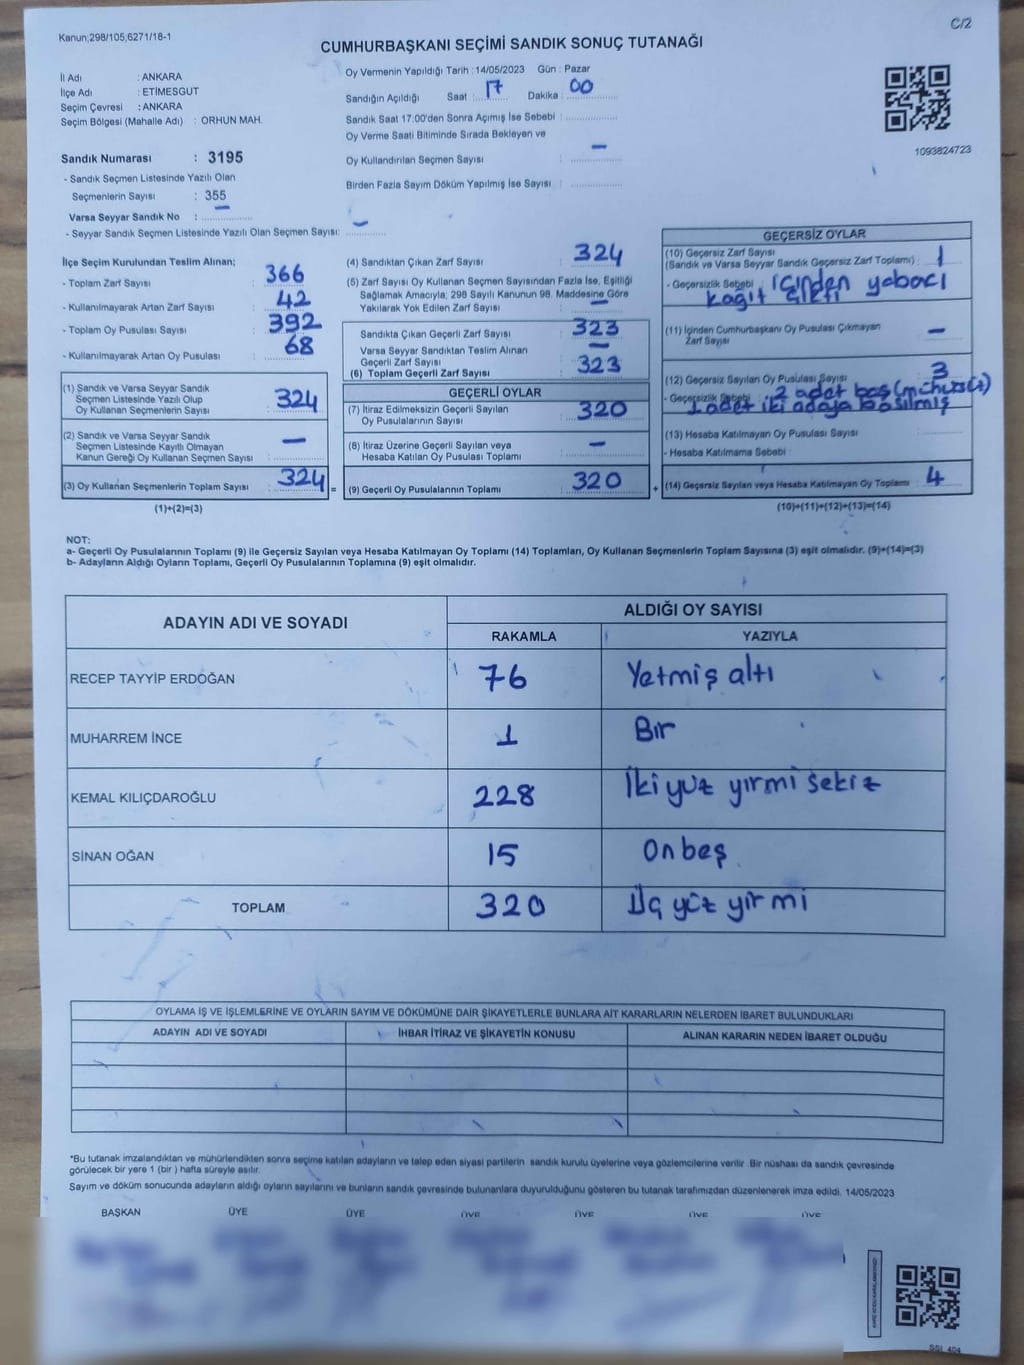 Kanun;298/105;6271/18-1
C/2
CUMHURBAŞKANI SEÇİMİ SANDIK SONUÇ TUTANAĞI
İl Adı : ANKARA
İlçe Adı : ETİMESGUT
Seçim Çevresi : ANKARA
Seçim Bölgesi (Mahalle Adı) : ORHUN MAH.
Sandık Numarası : 3195
- Sandık Seçmen Listesinde Yazılı Olan
Seçmenlerin Sayısı : 355
Varsa Seyyar Sandık No : –
- Seyyar Sandık Seçmen Listesinde Yazılı Olan Seçmen Sayısı: –
Oy Vermenin Yapıldığı Tarih : 14/05/2023 Gün : Pazar
Sandığın Açıldığı Saat : 17 Dakika : 00
Sandık Saat 17:00'den Sonra Açımış İse Sebebi :
Oy Verme Saati Bitiminde Sırada Bekleyen ve
Oy Kullandırılan Seçmen Sayısı : –
Birden Fazla Sayım Döküm Yapılmış İse Sayısı :
1093824723
İlçe Seçim Kurulundan Teslim Alınan;
- Toplam Zarf Sayısı : 366
- Kullanılmayarak Artan Zarf Sayısı : 42
- Toplam Oy Pusulası Sayısı : 392
- Kullanılmayarak Artan Oy Pusulası : 68
(1) Sandık ve Varsa Seyyar Sandık
Seçmen Listesinde Yazılı Olup
Oy Kullanan Seçmenlerin Sayısı : 324
(2) Sandık ve Varsa Seyyar Sandık
Seçmen Listesinde Kayıtlı Olmayan
Kanun Gereği Oy Kullanan Seçmen Sayısı : –
(3) Oy Kullanan Seçmenlerin Toplam Sayısı : 324
(1)+(2)=(3)
(4) Sandıktan Çıkan Zarf Sayısı : 324
(5) Zarf Sayısı Oy Kullanan Seçmen Sayısından Fazla İse, Eşitliği
Sağlamak Amacıyla; 298 Sayılı Kanunun 98. Maddesine Göre
Yakılarak Yok Edilen Zarf Sayısı : –
Sandıkta Çıkan Geçerli Zarf Sayısı : 323
Varsa Seyyar Sandıktan Teslim Alınan
Geçerli Zarf Sayısı : –
(6) Toplam Geçerli Zarf Sayısı : 323
GEÇERLİ OYLAR
(7) İtiraz Edilmeksizin Geçerli Sayılan
Oy Pusulasının Sayısı : 320
(8) İtiraz Üzerine Geçerli Sayılan veya
Hesaba Katılan Oy Pusulası Toplamı : –
(9) Geçerli Oy Pusulalarının Toplamı : 320
GEÇERSİZ OYLAR
(10) Geçersiz Zarf Sayısı
(Sandık ve Varsa Seyyar Sandık Geçersiz Zarf Toplamı) : 1
- Geçersizlik Sebebi : içinden yabacı
kağıt çıktı
(11) İçinden Cumhurbaşkanı Oy Pusulası Çıkmayan
Zarf Sayısı : –
(12) Geçersiz Sayılan Oy Pusulası Sayısı : 3
- Geçersizlik Sebebi : 2 adet boş (mühürsüz)
1 adet iki adaya basılmış
(13) Hesaba Katılmayan Oy Pusulası Sayısı :
- Hesaba Katılmama Sebebi :
(14) Geçersiz Sayılan veya Hesaba Katılmayan Oy Toplamı : 4
(10)+(11)+(12)+(13)=(14)
NOT:
a- Geçerli Oy Pusulalarının Toplamı (9) ile Geçersiz Sayılan veya Hesaba Katılmayan Oy Toplamı (14) Toplamları, Oy Kullanan Seçmenlerin Toplam Sayısına (3) eşit olmalıdır. (9)+(14)=(3)
b- Adayların Aldığı Oyların Toplamı, Geçerli Oy Pusulalarının Toplamına (9) eşit olmalıdır.
ADAYIN ADI VE SOYADI ALDIĞI OY SAYISI
RAKAMLA YAZIYLA
RECEP TAYYİP ERDOĞAN 76 Yetmiş altı
MUHARREM İNCE 1 Bir
KEMAL KILIÇDAROĞLU 228 İki yüz yirmi sekiz
SİNAN OĞAN 15 On beş
TOPLAM 320 Üç yüz yirmi
OYLAMA İŞ VE İŞLEMLERİNE VE OYLARIN SAYIM VE DÖKÜMÜNE DAİR ŞİKAYETLERLE BUNLARA AİT KARARLARIN NELERDEN İBARET BULUNDUKLARI
ADAYIN ADI VE SOYADI İHBAR İTİRAZ VE ŞİKAYETİN KONUSU ALINAN KARARIN NEDEN İBARET OLDUĞU
*Bu tutanak imzalandıktan ve mühürlendikten sonra seçime katılan adayların ve talep eden siyasi partilerin sandık kurulu üyelerine veya gözlemcilerine verilir. Bir nüshası da sandık çevresinde
görülecek bir yere 1 (bir ) hafta süreyle asılır.
Sayım ve döküm sonucunda adayların aldığı oyların sayılarını ve bunların sandık çevresinde bulunanlara duyurulduğunu gösteren bu tutanak tarafımızdan düzenlenerek imza edildi. 14/05/2023
BAŞKAN ÜYE ÜYE ÜYE ÜYE ÜYE ÜYE